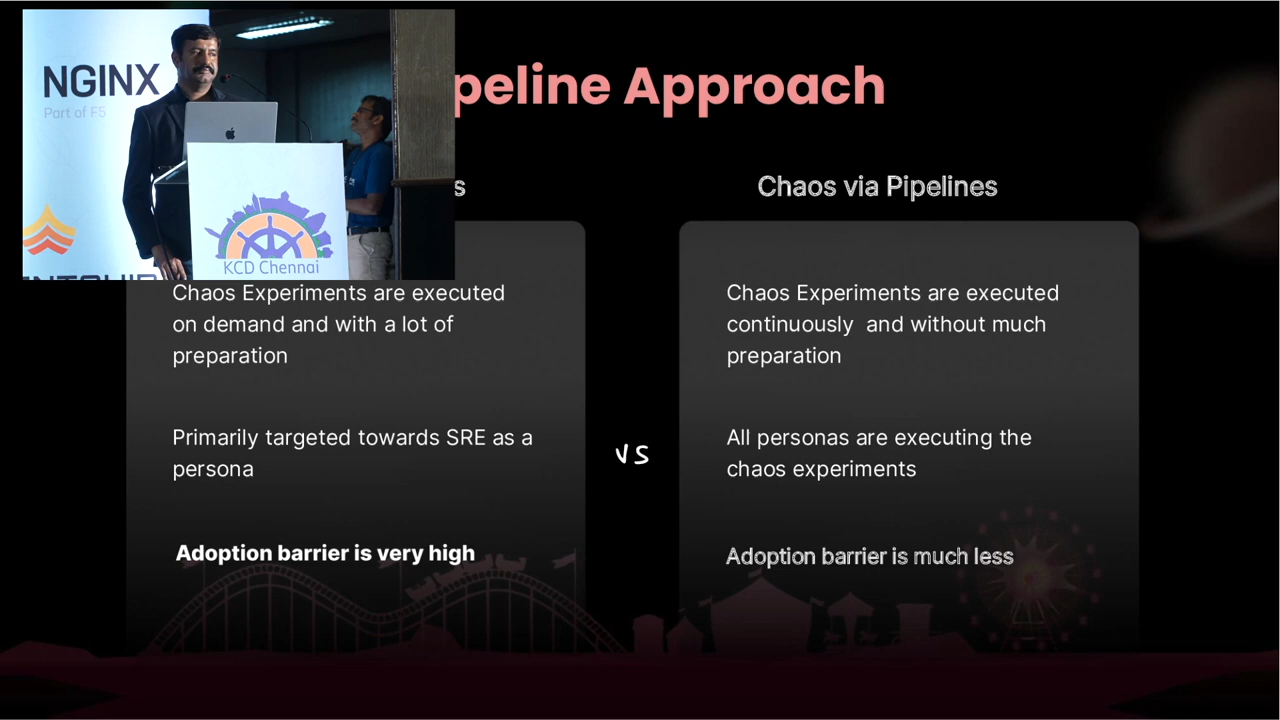 NGINX
Part of F5
KCD Chennai
peline Approach
s
Chaos Experiments are executed
on demand and with a lot of
preparation
Primarily targeted towards SRE as a
persona
Adoption barrier is very high
vs
Chaos via Pipelines
Chaos Experiments are executed
continuously and without much
preparation
All personas are executing the
chaos experiments
Adoption barrier is much less